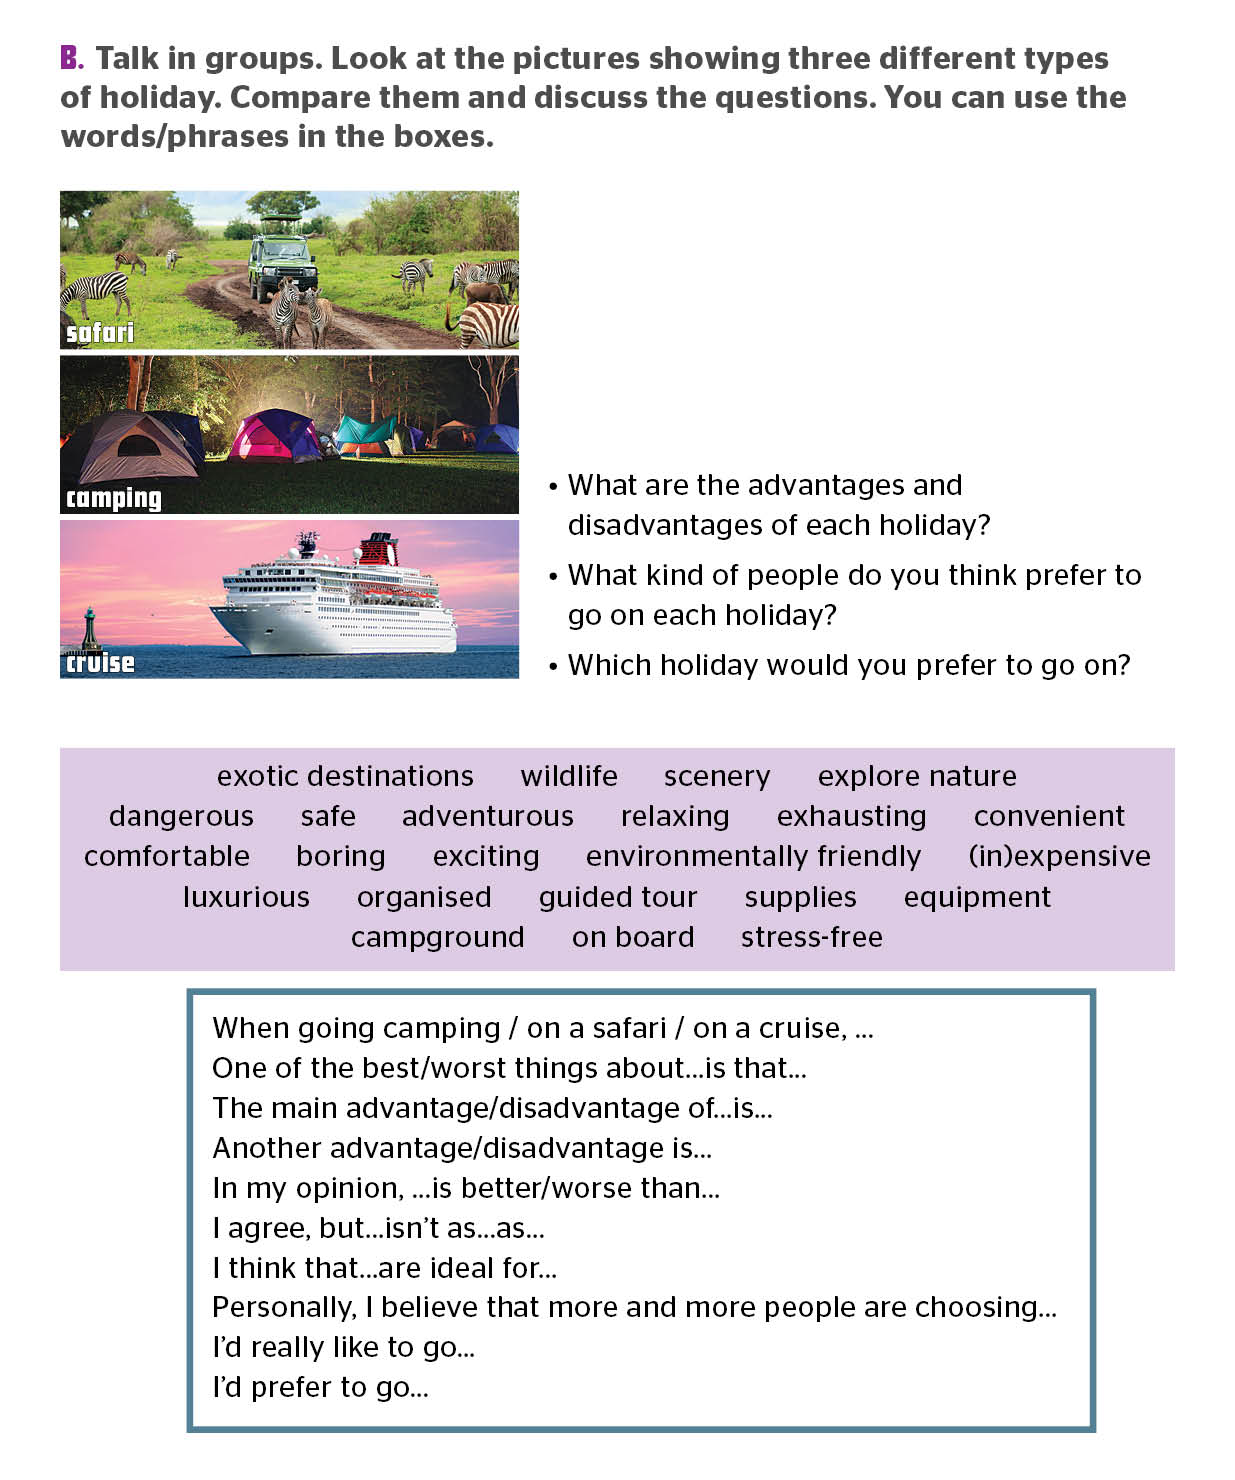 B. Talk in groups. Look at the pictures showing three different types
of holiday. Compare them and discuss the questions. You can use the
words/phrases in the boxes.
safari
camping
cruise
• What are the advantages and
disadvantages of each holiday?
• What kind of people do you think prefer to
go on each holiday?
• Which holiday would you prefer to go on?
exotic destinations wildlife scenery explore nature
dangerous safe adventurous relaxing exhausting convenient
comfortable boring exciting environmentally friendly (in)expensive
luxurious organised guided tour supplies equipment
campground on board stress-free
When going camping / on a safari / on a cruise, ...
One of the best/worst things about...is that...
The main advantage/disadvantage of...is...
Another advantage/disadvantage is...
In my opinion, ...is better/worse than...
I agree, but...isn't as...as...
I think that...are ideal for...
Personally, I believe that more and more people are choosing...
I'd really like to go...
I'd prefer to go...